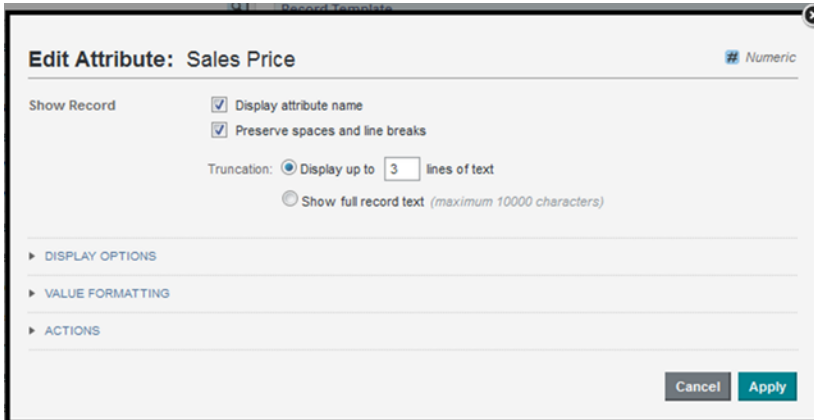 Record Template
Edit Attribute: Sales Price
# Numeric
Show Record
Display attribute name
Preserve spaces and line breaks
Truncation: Display up to 3 lines of text
Show full record text (maximum 10000 characters)
DISPLAY OPTIONS
VALUE FORMATTING
ACTIONS
Cancel Apply